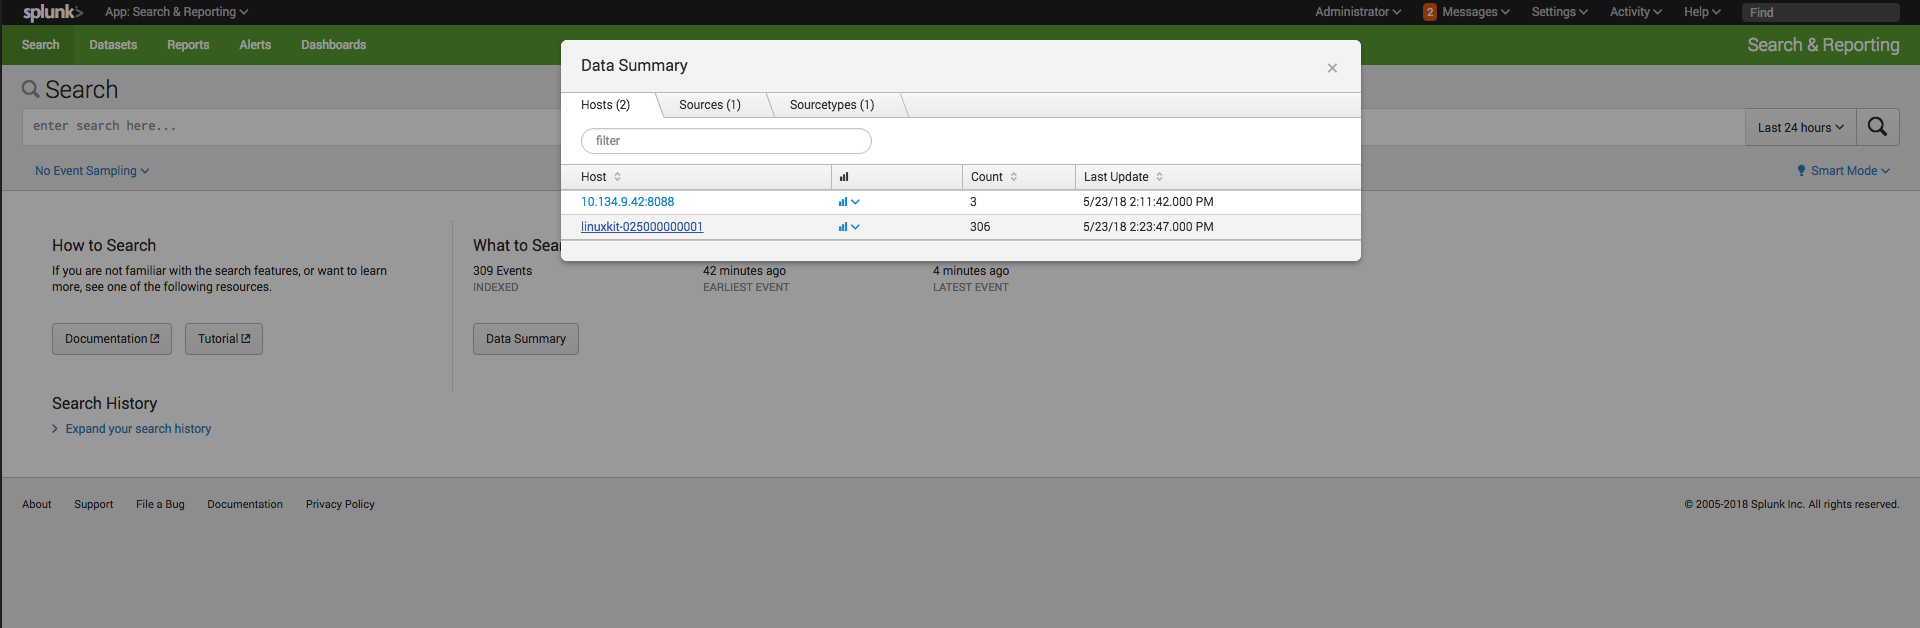 splunk> App: Search & Reporting Administrator 2 Messages Settings Activity Help Find
Search Datasets Reports Alerts Dashboards Search & Reporting
Data Summary
Search
Hosts (2) Sources (1) Sourcetypes (1)
enter search here... Last 24 hours
filter
No Event Sampling Smart Mode
Host Count Last Update
10.134.9.42:8088 3 5/23/18 2:11:42.000 PM
linuxkit-025000000001 306 5/23/18 2:23:47.000 PM
How to Search
If you are not familiar with the search features, or want to learn
more, see one of the following resources.
Documentation Tutorial
What to Sea
309 Events 42 minutes ago 4 minutes ago
INDEXED EARLIEST EVENT LATEST EVENT
Data Summary
Search History
Expand your search history
About Support File a Bug Documentation Privacy Policy © 2005-2018 Splunk Inc. All rights reserved.